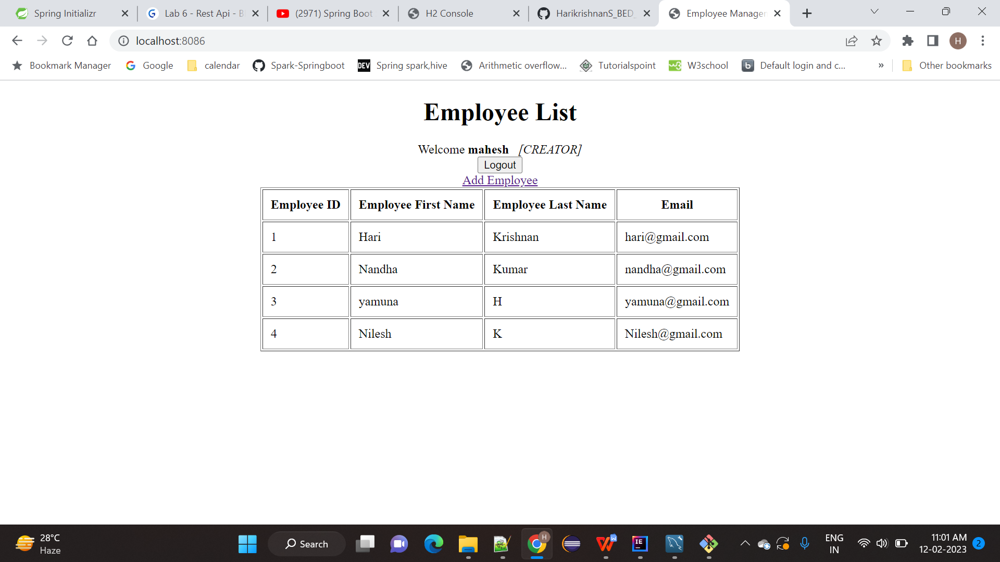 Spring Initializr
Lab 6 - Rest Api - B
(2971) Spring Boot
H2 Console
HarikrishnanS_BED_
Employee Manager
localhost:8086
H
Bookmark Manager
Google
calendar
Spark-Springboot
DEV Spring spark,hive
Arithmetic overflow...
Tutorialspoint
W3school
Default login and c...
»
Other bookmarks
Employee List
Welcome mahesh [CREATOR]
Logout
Add Employee
Employee ID Employee First Name Employee Last Name Email
1 Hari Krishnan hari@gmail.com
2 Nandha Kumar nandha@gmail.com
3 yamuna H yamuna@gmail.com
4 Nilesh K Nilesh@gmail.com
28°C
Haze
Search
H
W
IE
ENG
IN
11:01 AM
12-02-2023
2